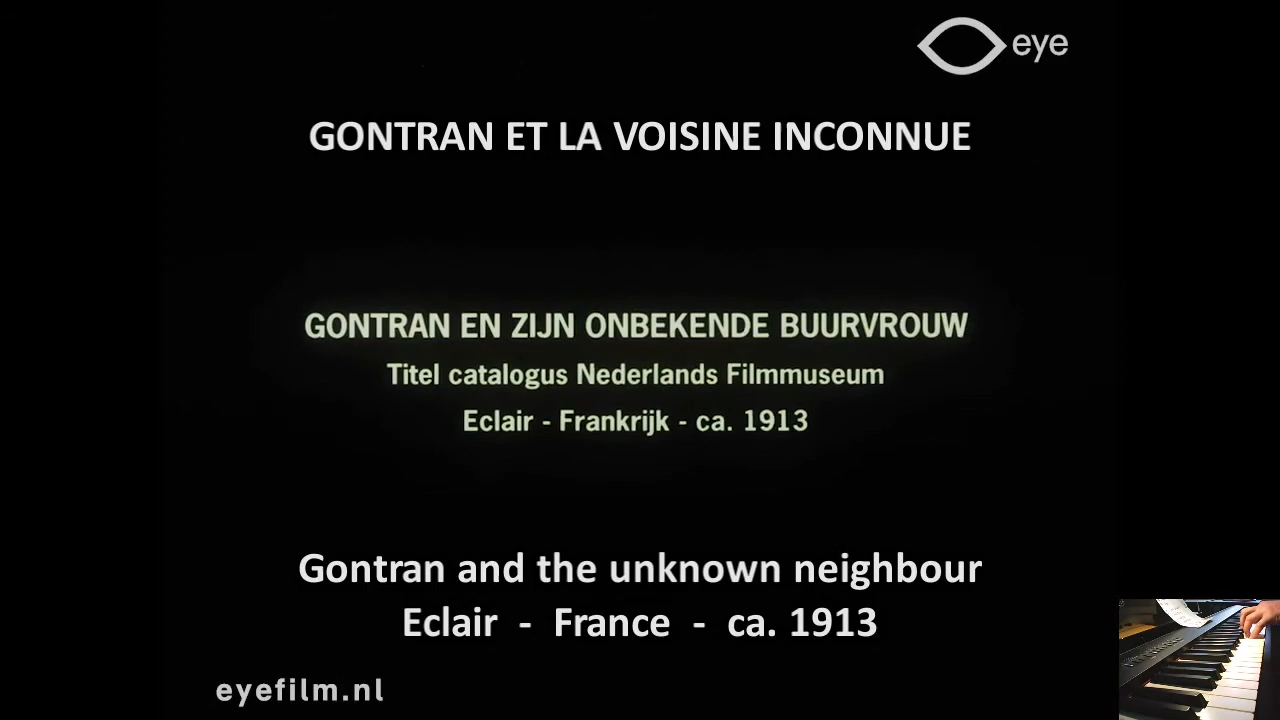 eye
GONTRAN ET LA VOISINE INCONNUE
GONTRAN EN ZIJN ONBEKENDE BUURVROUW
Titel catalogus Nederlands Filmmuseum
Eclair - Frankrijk - ca. 1913
Gontran and the unknown neighbour
Eclair - France - ca. 1913
eyefilm.nl